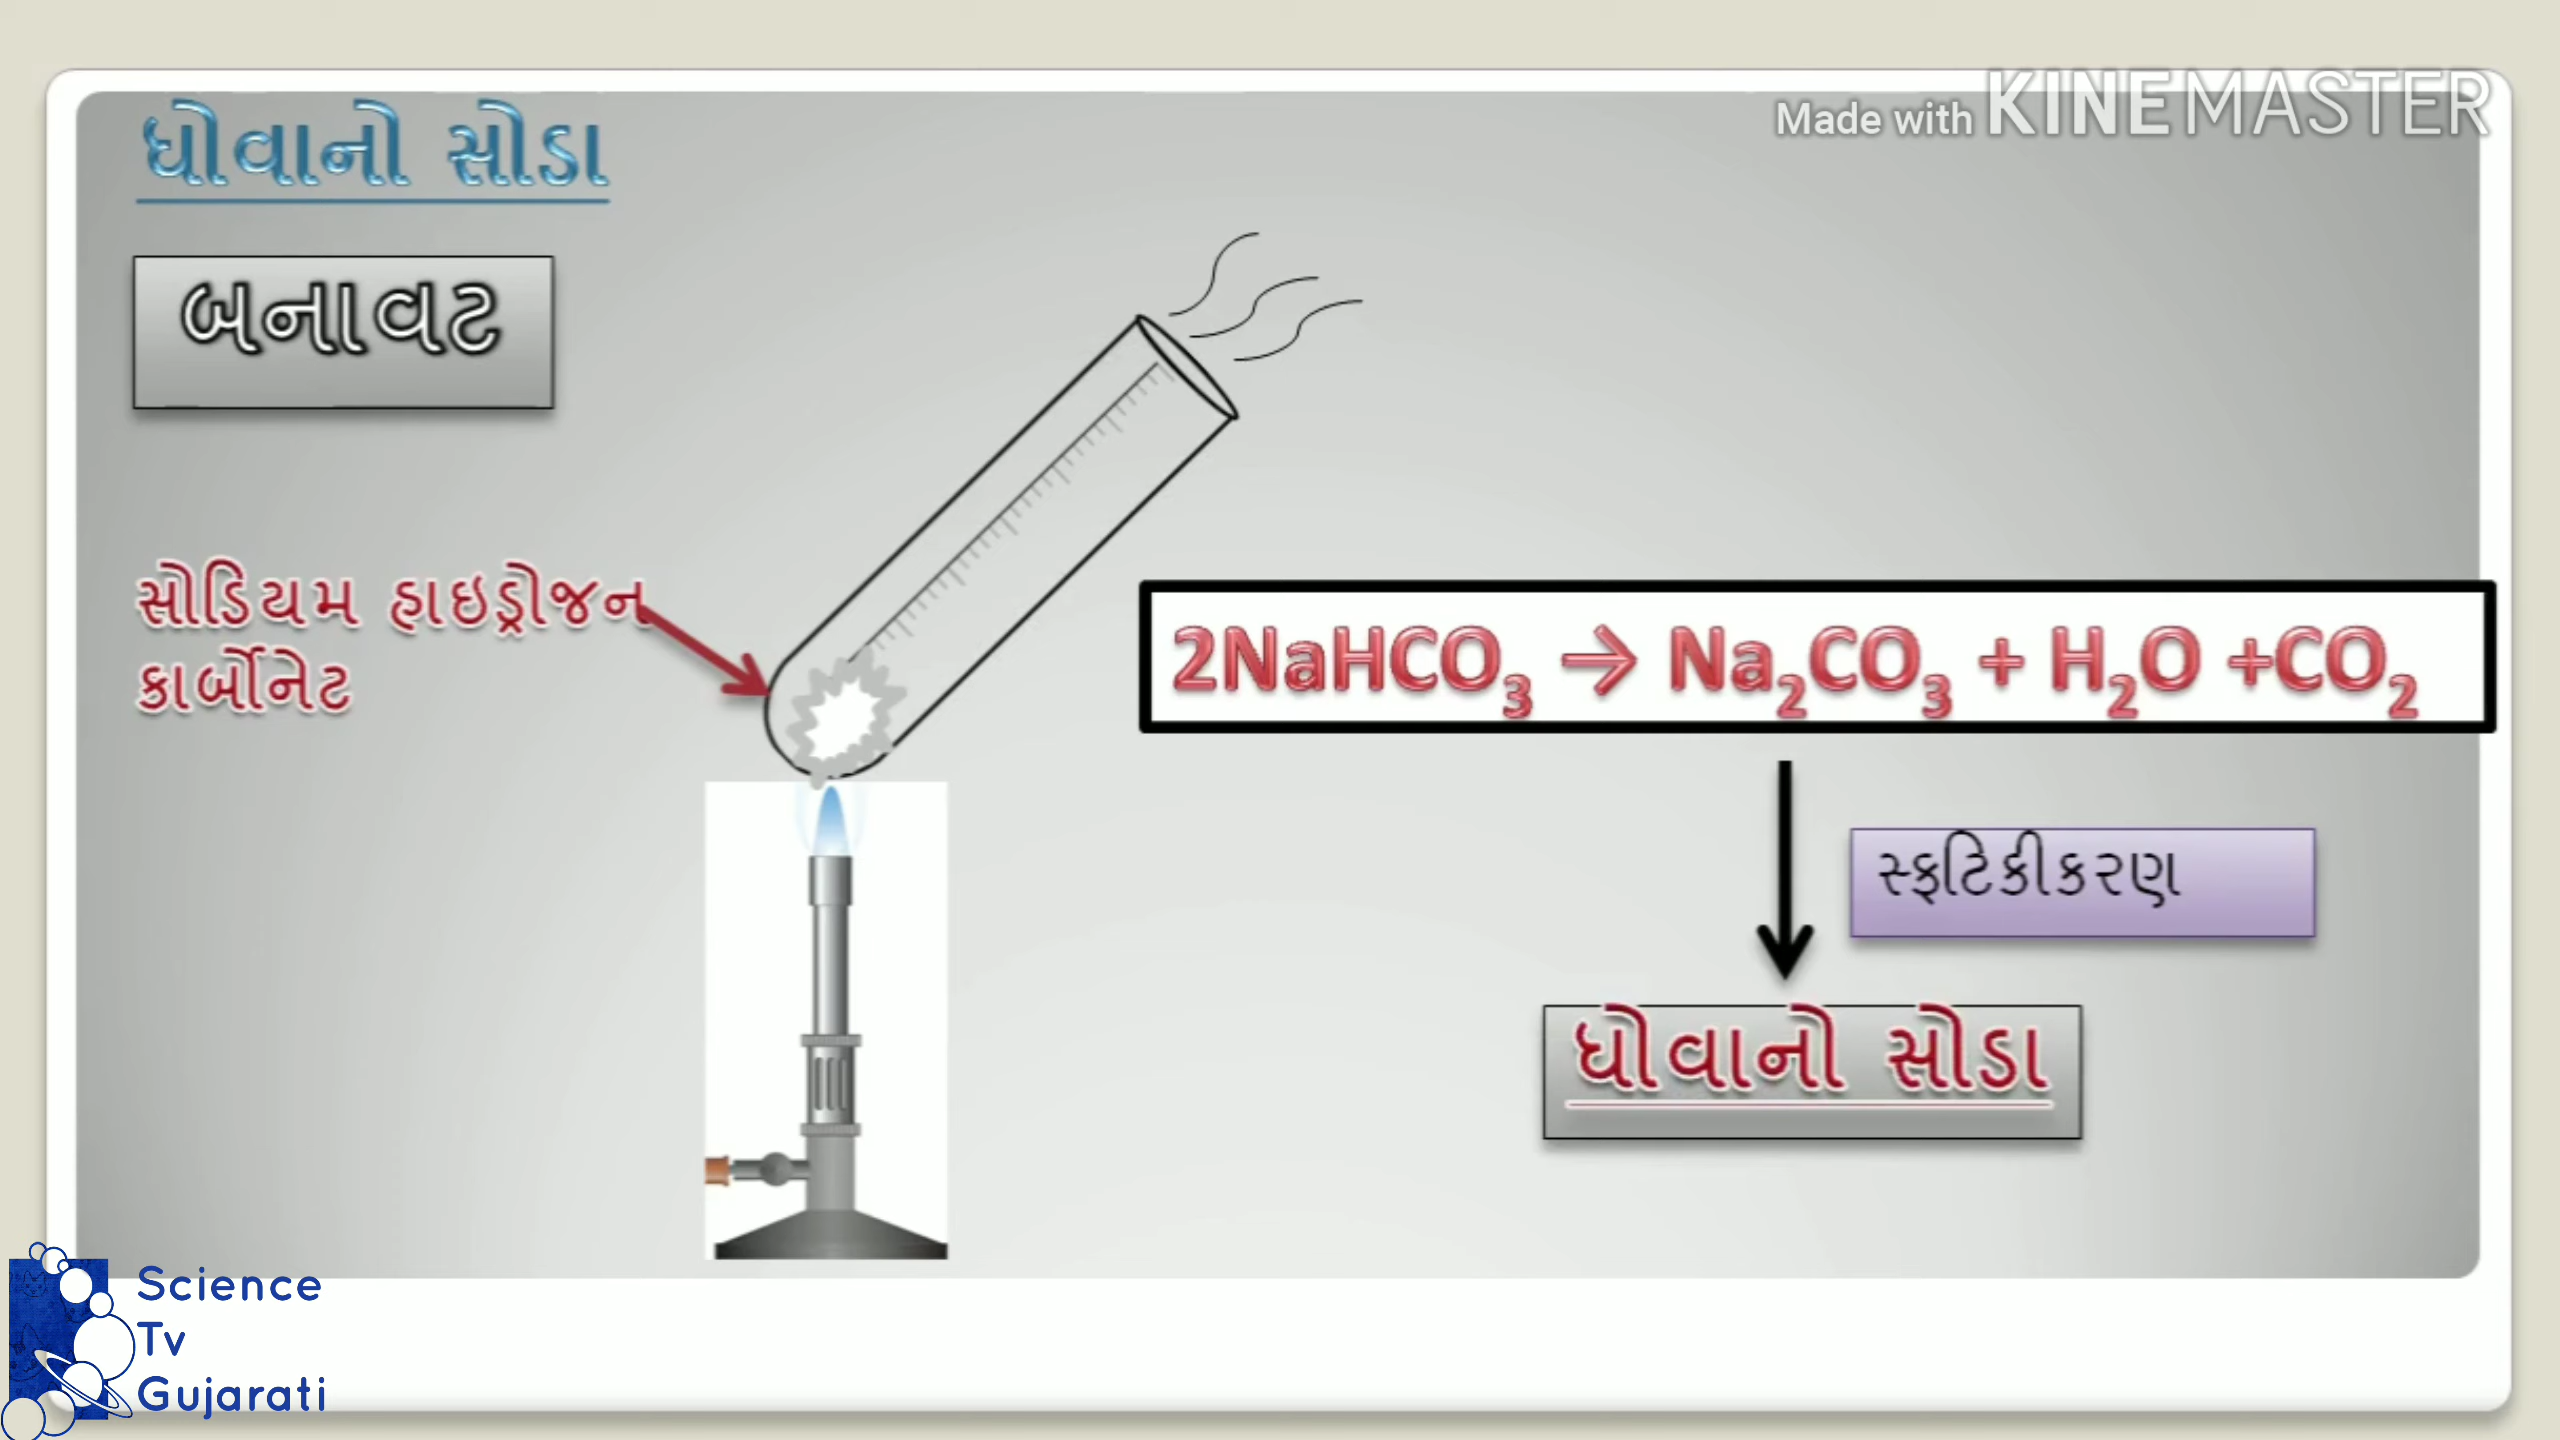 Made with KINEMASTER
ધોવાનો સોડા
બનાવટ
સોડિયમ હાઇડ્રોજન
કાર્બોનેટ
2NaHCO₃ → Na₂CO₃ + H₂O +CO₂
સ્ફટિકીકરણ
ધોવાનો સોડા
Science
Tv
Gujarati